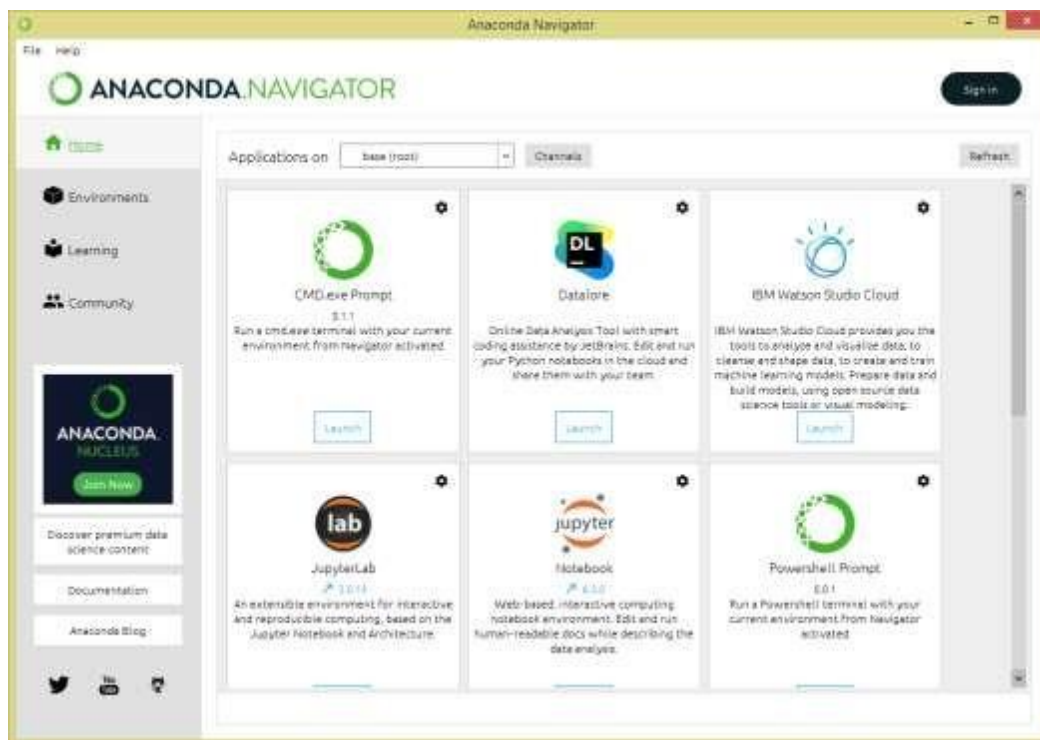 Anaconda Navigator
File Help
ANACONDA.NAVIGATOR
Sign in
Home
Environments
Learning
Community
ANACONDA.
NUCLEUS
Join Now
Discover premium data
science content
Documentation
Anaconda Blog
You
Tube
Applications on base (root) Channels Refresh
CMD.exe Prompt
0.1.1
Run a cmd.exe terminal with your current
environment from Navigator activated
Launch
DL
Datalore
Online Data Analysis Tool with smart
coding assistance by JetBrains. Edit and run
your Python notebooks in the cloud and
share them with your team.
Launch
IBM Watson Studio Cloud
IBM Watson Studio Cloud provides you the
tools to analyze and visualize data, to
cleanse and shape data, to create and train
machine learning models. Prepare data and
build models, using open source data
science tools or visual modeling.
Launch
lab
JupyterLab
An extensible environment for interactive
and reproducible computing, based on the
Jupyter Notebook and Architecture.
jupyter
Notebook
Web-based, interactive computing
notebook environment. Edit and run
human-readable docs while describing the
data analysis.
Powershell Prompt
0.0.1
Run a Powershell terminal with your
current environment from Navigator
activated